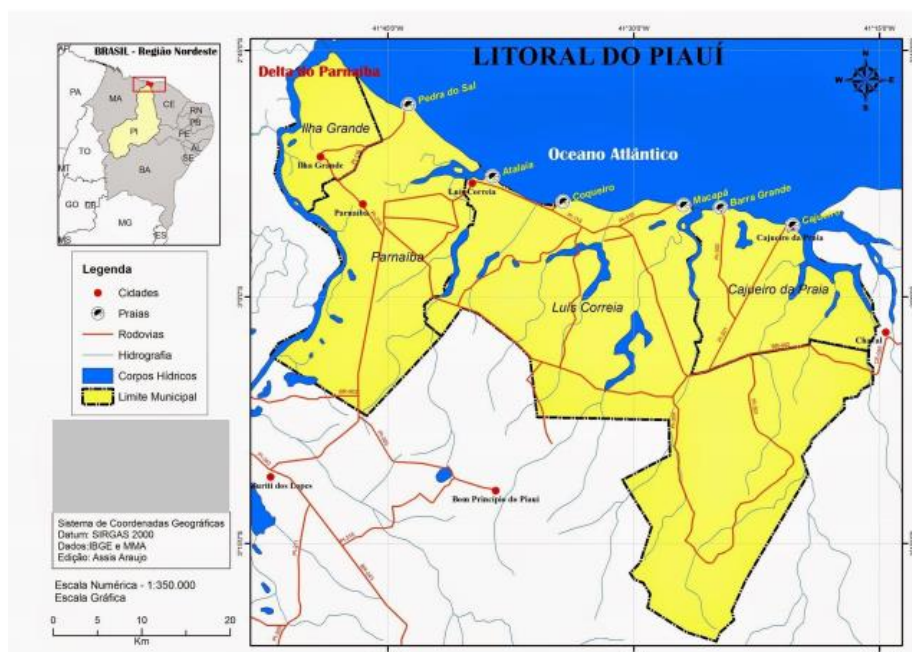 LITORAL DO PIAUÍ
BRASIL - Região Nordeste
PA
MA
CE
RN
PB
PE
AL
SE
PI
TO
BA
MT
GO
DF
MG
ES
MS
41°20'0"W
41°15'0"W
N
W
E
S
Delta do Parnaíba
Pedra do Sal
Ilha Grande
Ilha Grande
Oceano Atlântico
Atalaia
Luis Correia
Coqueiro
Macapá
Barra Grande
Cajueiro
Cajueiro da Praia
Parnaíba
Parnaíba
Luís Correia
Cajueiro da Praia
Chaval
Buriti dos Lopes
Bom Princípio do Piauí
Legenda
Cidades
Praias
Rodovias
Hidrografia
Corpos Hídricos
Limite Municipal
Sistema de Coordenadas Geográficas
Datum: SIRGAS 2000
Dados:IBGE e MMA
Edição: Assis Araujo
Escala Numérica - 1:350.000
Escala Gráfica
0 5 10 20
Km